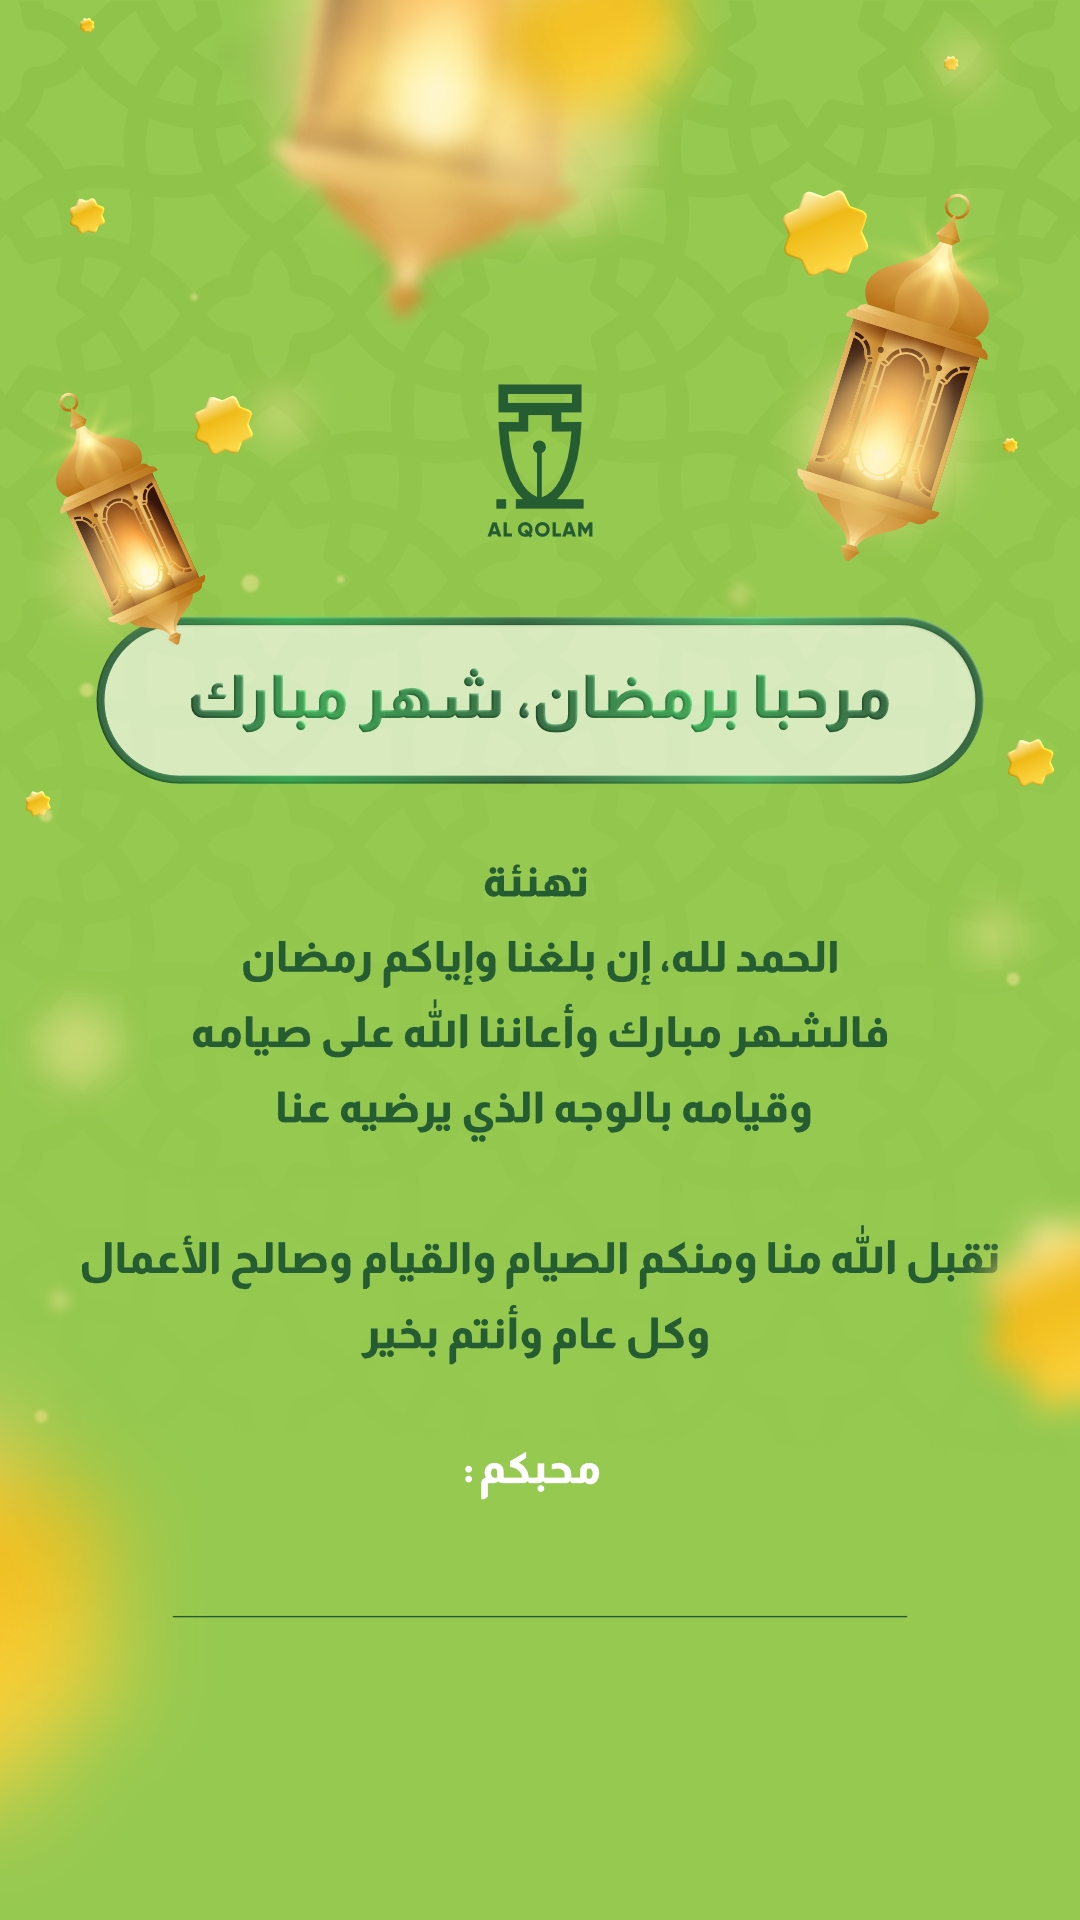 AL QOLAM
مرحبا برمضان، شهر مبارك
تهنئة
الحمد لله، إن بلغنا وإياكم رمضان
فالشهر مبارك وأعاننا الله على صيامه
وقيامه بالوجه الذي يرضيه عنا
تقبل الله منا ومنكم الصيام والقيام وصالح الأعمال
وكل عام وأنتم بخير
محبكم :